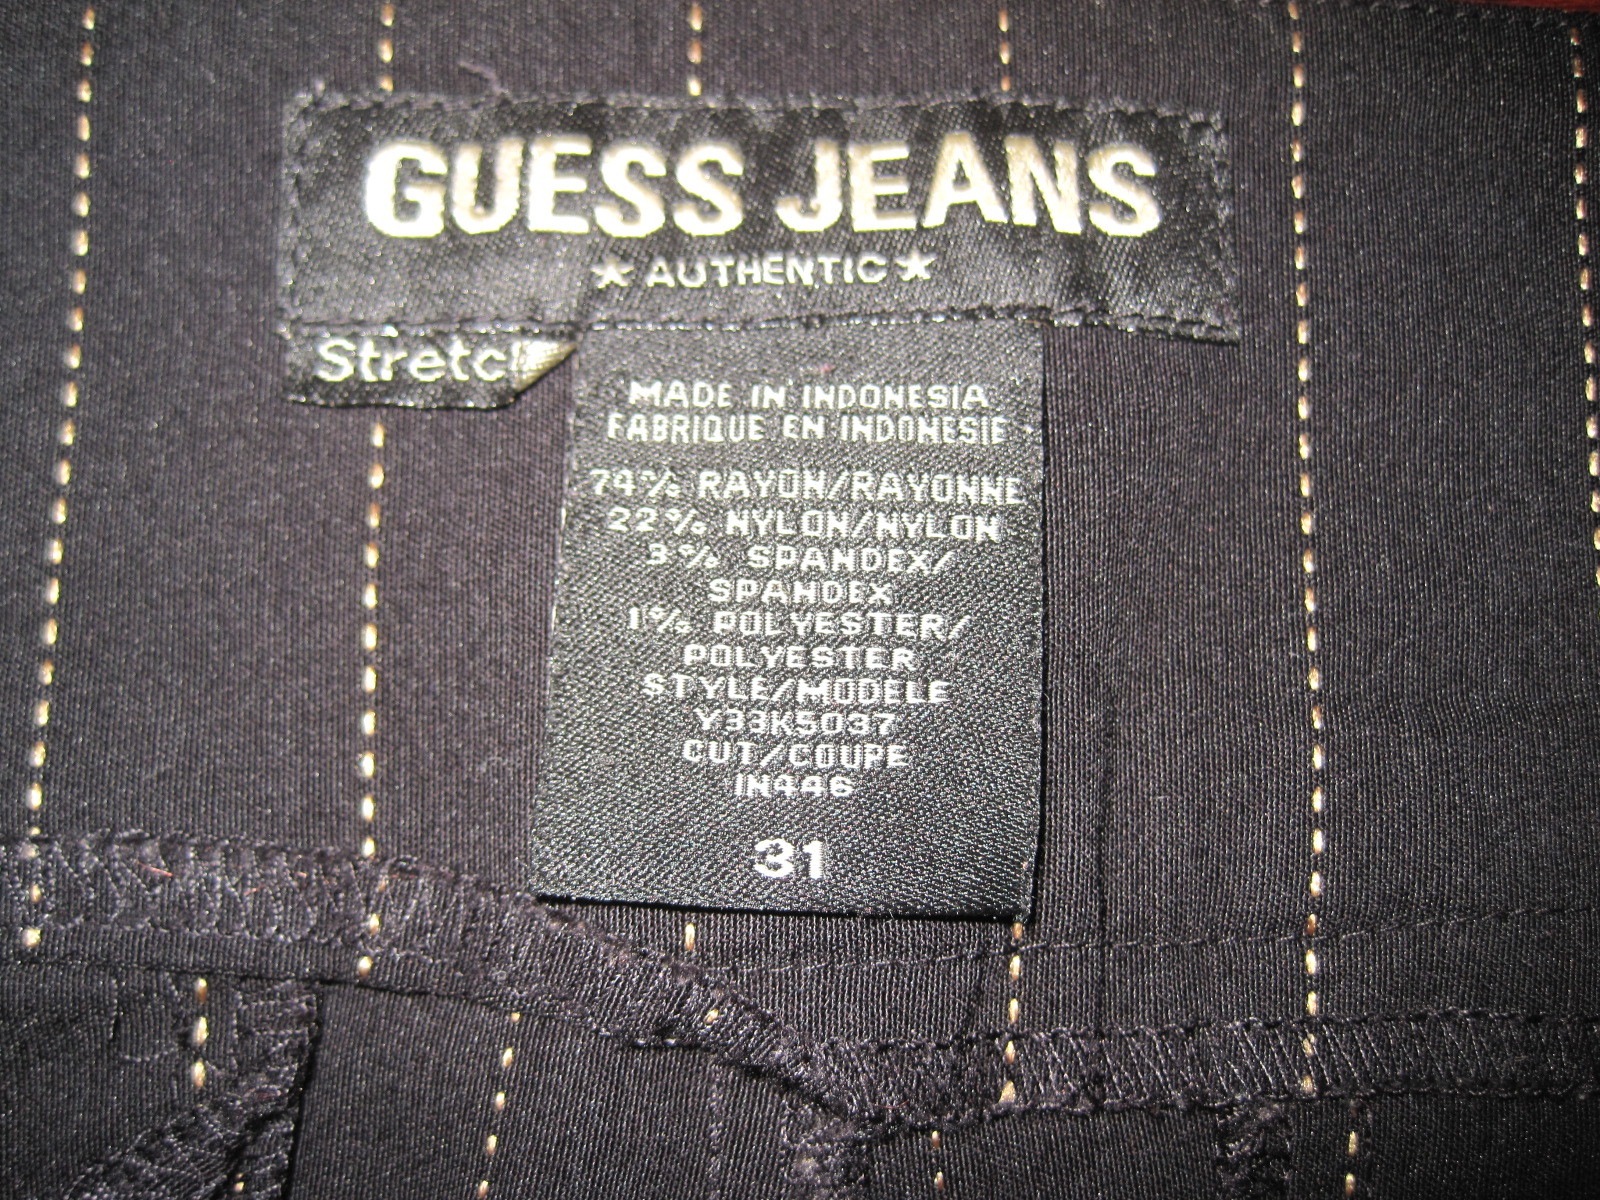 GUESS JEANS
★ AUTHENTIC ★
Stretc
MADE IN INDONESIA
FABRIQUE EN INDONESIE
74% RAYON/RAYONNE
22% NYLON/NYLON
3% SPANDEX/
SPANDEX
1% POLYESTER/
POLYESTER
STYLE/MODELE
Y33K5037
CUT/COUPE
IN446
31